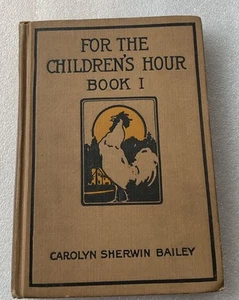 FOR THE
CHILDREN'S HOUR
BOOK I
CAROLYN SHERWIN BAILEY